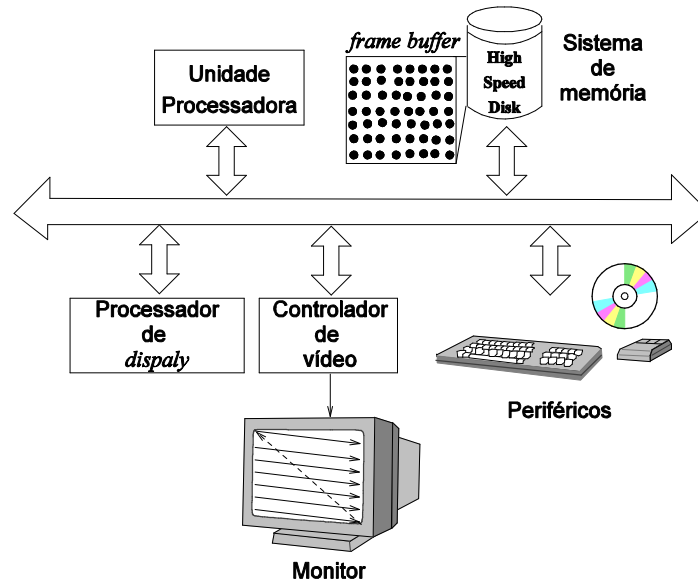 Unidade
Processadora
frame buffer
High
Speed
Disk
Sistema
de
memória
Processador
de
dispaly
Controlador
de
vídeo
Periféricos
Monitor